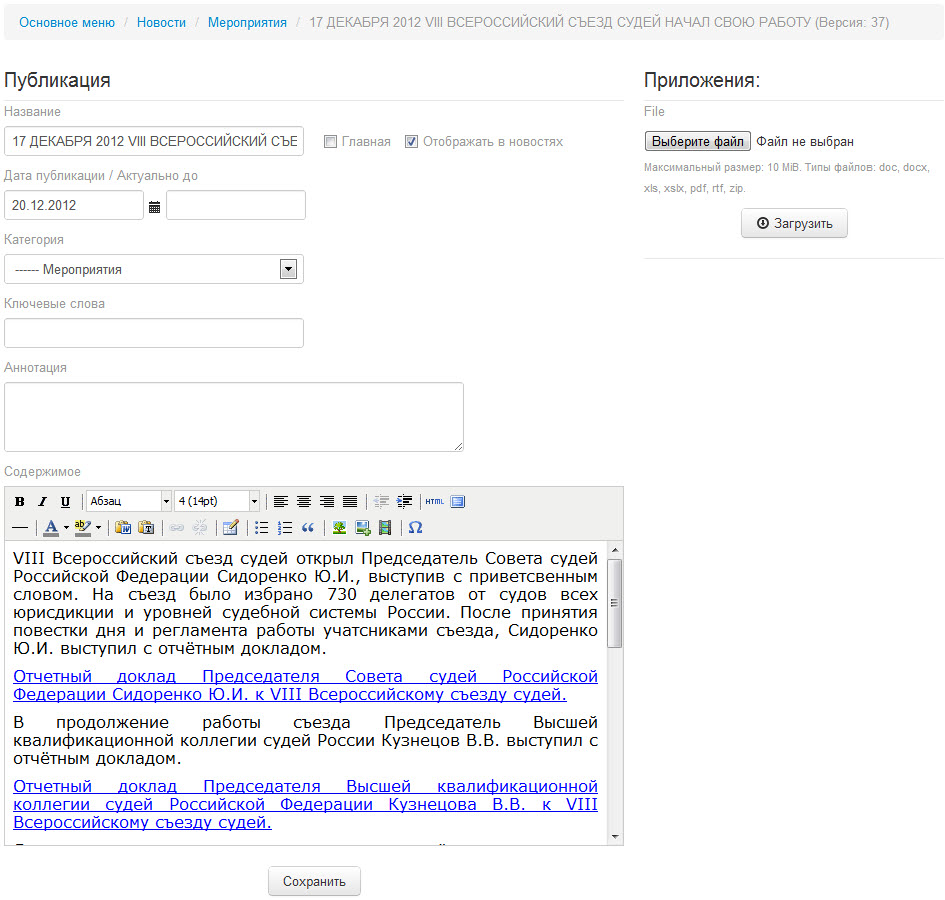 Основное меню / Новости / Мероприятия / 17 ДЕКАБРЯ 2012 VIII ВСЕРОССИЙСКИЙ СЪЕЗД СУДЕЙ НАЧАЛ СВОЮ РАБОТУ (Версия: 37)
Публикация
Название
17 ДЕКАБРЯ 2012 VIII ВСЕРОССИЙСКИЙ СЪЕ
Главная
Отображать в новостях
Дата публикации / Актуально до
20.12.2012
Категория
------ Мероприятия
Ключевые слова
Аннотация
Содержимое
B I U Абзац 4 (14pt) HTML
VIII Всероссийский съезд судей открыл Председатель Совета судей
Российской Федерации Сидоренко Ю.И., выступив с приветсвенным
словом. На съезд было избрано 730 делегатов от судов всех
юрисдикции и уровней судебной системы России. После принятия
повестки дня и регламента работы учатсниками съезда, Сидоренко
Ю.И. выступил с отчётным докладом.
Отчетный доклад Председателя Совета судей Российской
Федерации Сидоренко Ю.И. к VIII Всероссийскому съезду судей.
В продолжение работы съезда Председатель Высшей
квалификационной коллегии судей России Кузнецов В.В. выступил с
отчётным докладом.
Отчетный доклад Председателя Высшей квалификационной
коллегии судей Российской Федерации Кузнецова В.В. к VIII
Всероссийскому съезду судей.
Сохранить
Приложения:
File
Выберите файл Файл не выбран
Максимальный размер: 10 MiB. Типы файлов: doc, docx,
xls, xslx, pdf, rtf, zip.
Загрузить